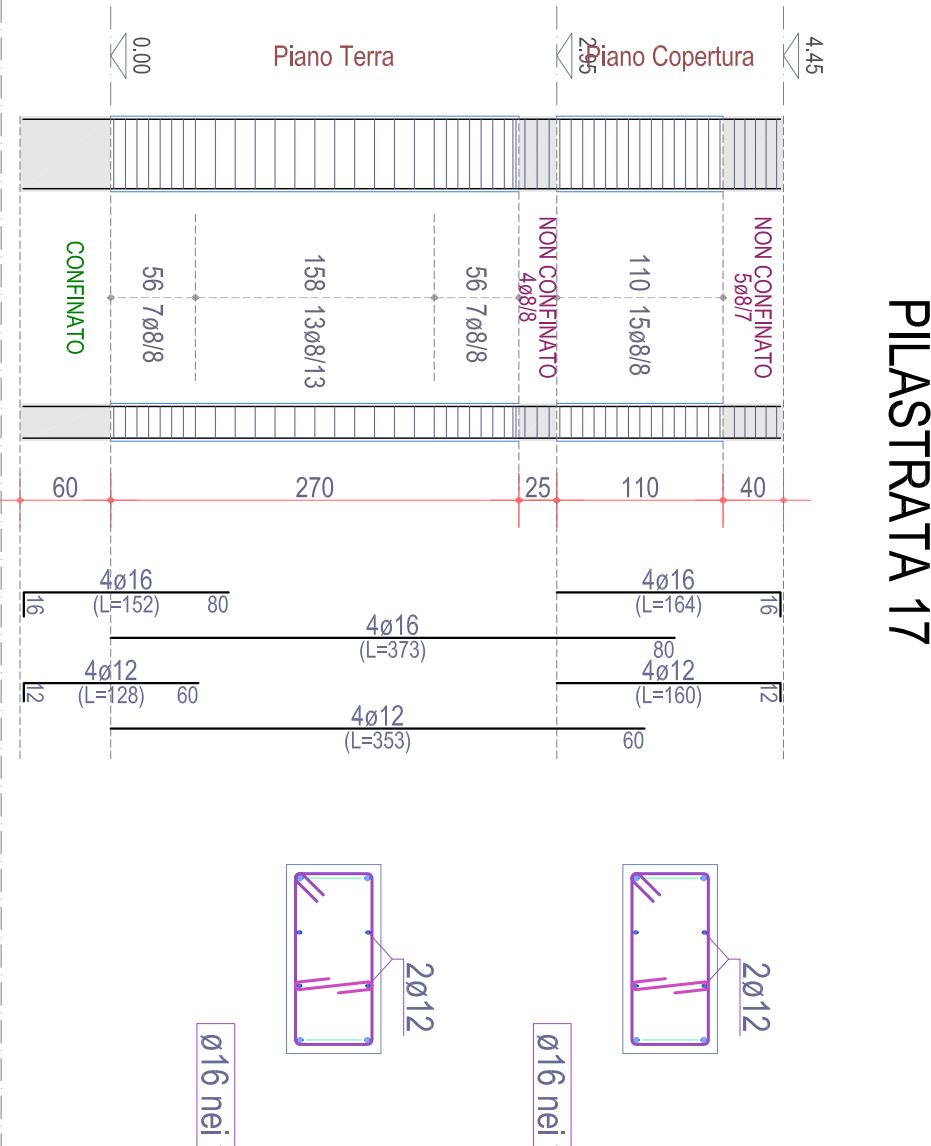 PILASTRATA 17
0.00
Piano Terra
2.95
Piano Copertura
4.45
CONFINATO
56 7ø8/8
158 13ø8/13
56 7ø8/8
NON CONFINATO
4ø8/8
110 15ø8/8
NON CONFINATO
5ø8/7
60
270
25
110
40
4ø16
(L=152)
16
80
4ø16
(L=164)
16
4ø16
(L=373)
80
4ø12
(L=128)
12
60
4ø12
(L=160)
12
4ø12
(L=353)
60
2ø12
2ø12
ø16 nei
ø16 nei